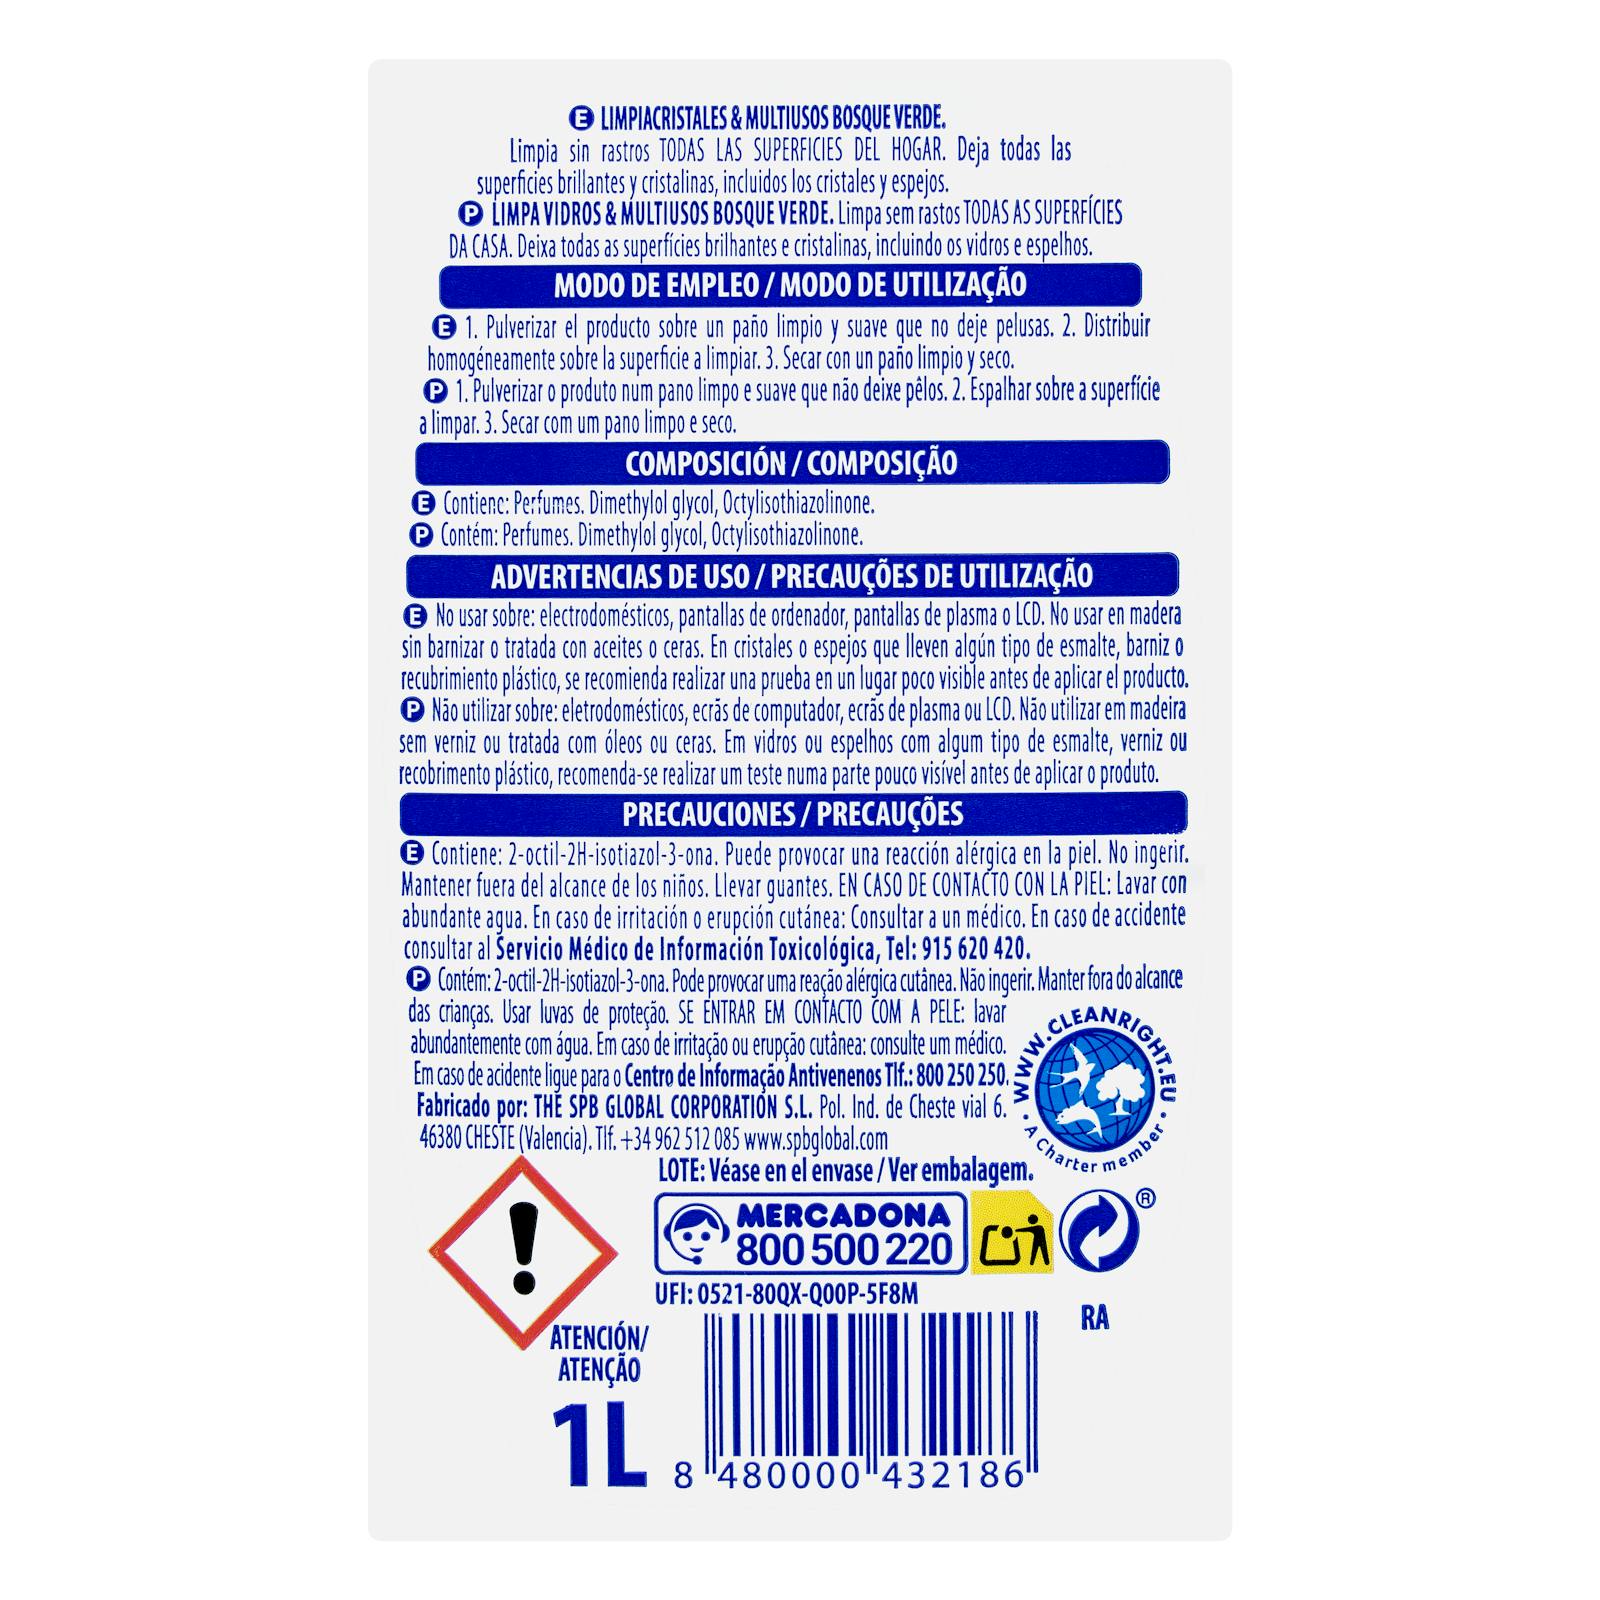 E LIMPIACRISTALES & MULTIUSOS BOSQUE VERDE.
Limpia sin rastros TODAS LAS SUPERFICIES DEL HOGAR. Deja todas las
superficies brillantes y cristalinas, incluidos los cristales y espejos.
P LIMPA VIDROS & MULTIUSOS BOSQUE VERDE. Limpa sem rastos TODAS AS SUPERFÍCIES
DA CASA. Deixa todas as superfícies brilhantes e cristalinas, incluindo os vidros e espelhos.
MODO DE EMPLEO / MODO DE UTILIZAÇÃO
E 1. Pulverizar el producto sobre un paño limpio y suave que no deje pelusas. 2. Distribuir
homogéneamente sobre la superficie a limpiar. 3. Secar con un paño limpio y seco.
P 1. Pulverizar o produto num pano limpo e suave que não deixe pêlos. 2. Espalhar sobre a superfície
a limpar. 3. Secar com um pano limpo e seco.
COMPOSICIÓN / COMPOSIÇÃO
E Contiene: Perfumes. Dimethylol glycol, Octylisothiazolinone.
P Contém: Perfumes. Dimethylol glycol, Octylisothiazolinone.
ADVERTENCIAS DE USO / PRECAUÇÕES DE UTILIZAÇÃO
E No usar sobre: electrodomésticos, pantallas de ordenador, pantallas de plasma o LCD. No usar en madera
sin barnizar o tratada con aceites o ceras. En cristales o espejos que lleven algún tipo de esmalte, barniz o
recubrimiento plástico, se recomienda realizar una prueba en un lugar poco visible antes de aplicar el producto.
P Não utilizar sobre: eletrodomésticos, ecrãs de computador, ecrãs de plasma ou LCD. Não utilizar em madeira
sem verniz ou tratada com óleos ou ceras. Em vidros ou espelhos com algum tipo de esmalte, verniz ou
recobrimento plástico, recomenda-se realizar um teste numa parte pouco visível antes de aplicar o produto.
PRECAUCIONES / PRECAUÇÕES
E Contiene: 2-octil-2H-isotiazol-3-ona. Puede provocar una reacción alérgica en la piel. No ingerir.
Mantener fuera del alcance de los niños. Llevar guantes. EN CASO DE CONTACTO CON LA PIEL: Lavar con
abundante agua. En caso de irritación o erupción cutánea: Consultar a un médico. En caso de accidente
consultar al Servicio Médico de Información Toxicológica, Tel: 915 620 420.
P Contém: 2-octil-2H-isotiazol-3-ona. Pode provocar uma reação alérgica cutânea. Não ingerir. Manter fora do alcance
das crianças. Usar luvas de proteção. SE ENTRAR EM CONTACTO COM A PELE: lavar
abundantemente com água. Em caso de irritação ou erupção cutânea: consulte um médico.
Em caso de acidente ligue para o Centro de Informação Antivenenos Tlf.: 800 250 250.
Fabricado por: THE SPB GLOBAL CORPORATION S.L. Pol. Ind. de Cheste vial 6.
46380 CHESTE (Valencia). Tlf. +34 962 512 085 www.spbglobal.com
WWW.CLEANRIGHT.EU
• A Charter member •
LOTE: Véase en el envase / Ver embalagem.
MERCADONA
800 500 220
®
UFI: 0521-80QX-Q00P-5F8M
RA
ATENCIÓN/
ATENÇÃO
1L
8 480000 432186